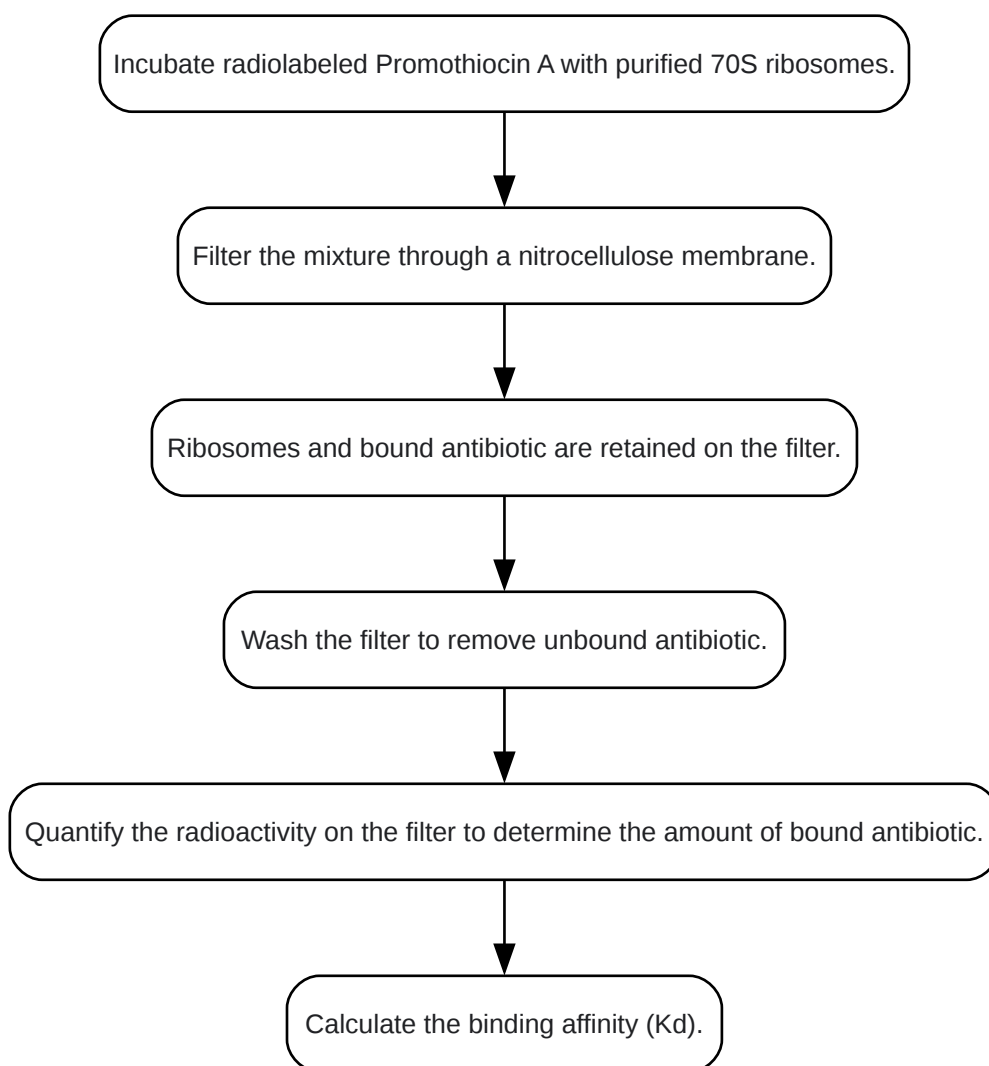 Incubate radiolabeled Promothiocin A with purified 70S ribosomes.
Filter the mixture through a nitrocellulose membrane.
Ribosomes and bound antibiotic are retained on the filter.
Wash the filter to remove unbound antibiotic.
Quantify the radioactivity on the filter to determine the amount of bound antibiotic.
Calculate the binding affinity (Kd).